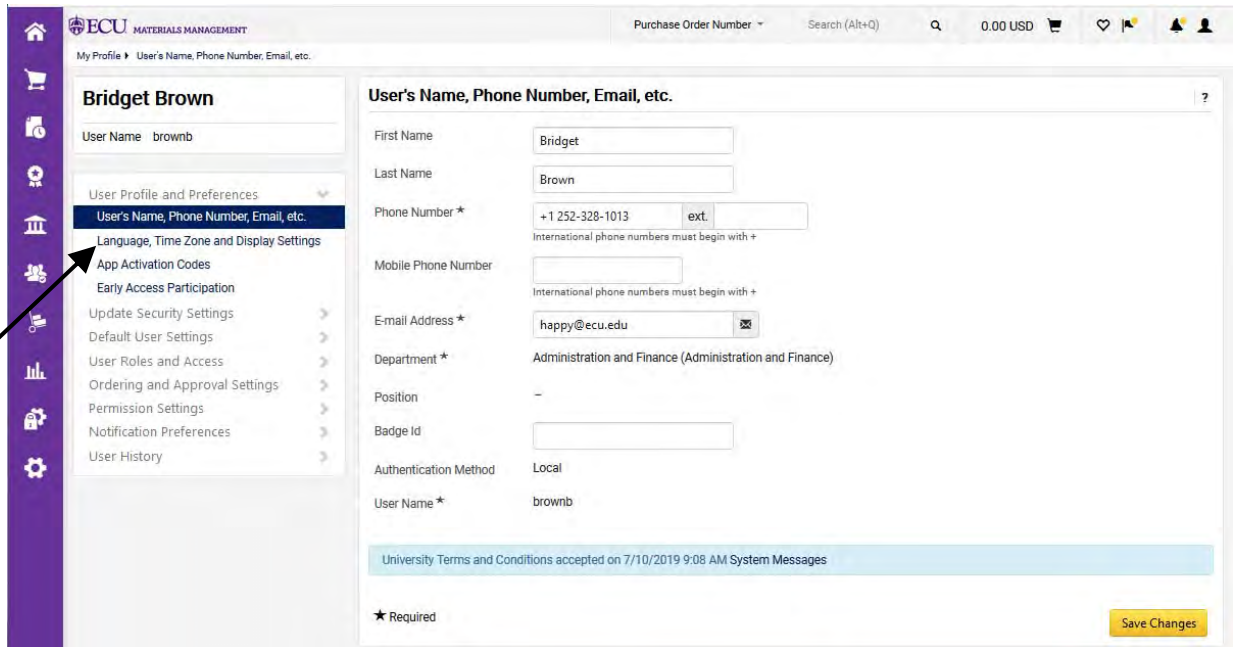 ECU MATERIALS MANAGEMENT
Purchase Order Number Search (Alt+Q) 0.00 USD
My Profile User's Name, Phone Number, Email, etc.
Bridget Brown
User Name brownb
User Profile and Preferences
User's Name, Phone Number, Email, etc.
Language, Time Zone and Display Settings
App Activation Codes
Early Access Participation
Update Security Settings
Default User Settings
User Roles and Access
Ordering and Approval Settings
Permission Settings
Notification Preferences
User History
User's Name, Phone Number, Email, etc. ?
First Name Bridget
Last Name Brown
Phone Number ★ +1 252-328-1013 ext.
International phone numbers must begin with +
Mobile Phone Number
International phone numbers must begin with +
E-mail Address ★ happy@ecu.edu
Department ★ Administration and Finance (Administration and Finance)
Position –
Badge Id
Authentication Method Local
User Name ★ brownb
University Terms and Conditions accepted on 7/10/2019 9:08 AM System Messages
★ Required
Save Changes